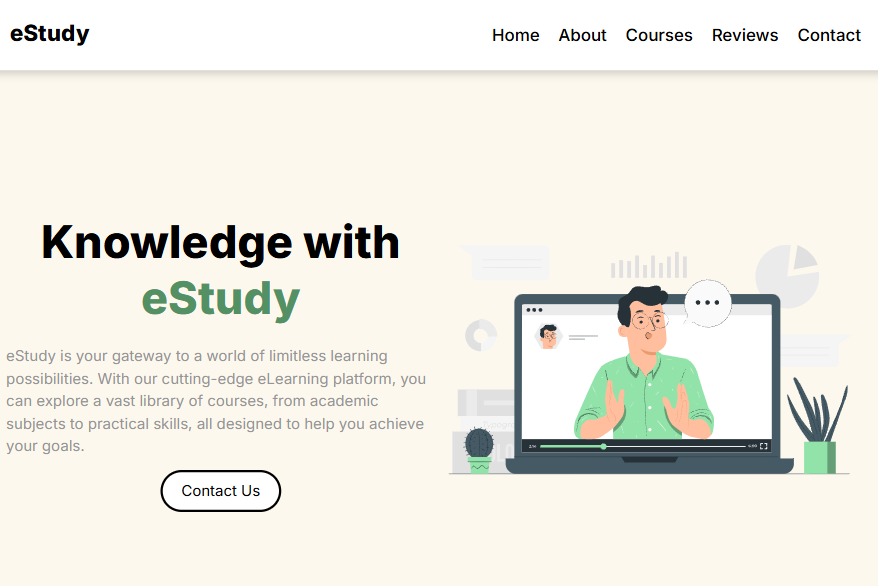 eStudy
Home About Courses Reviews Contact
Knowledge with
eStudy
eStudy is your gateway to a world of limitless learning
possibilities. With our cutting-edge eLearning platform, you
can explore a vast library of courses, from academic
subjects to practical skills, all designed to help you achieve
your goals.
Contact Us